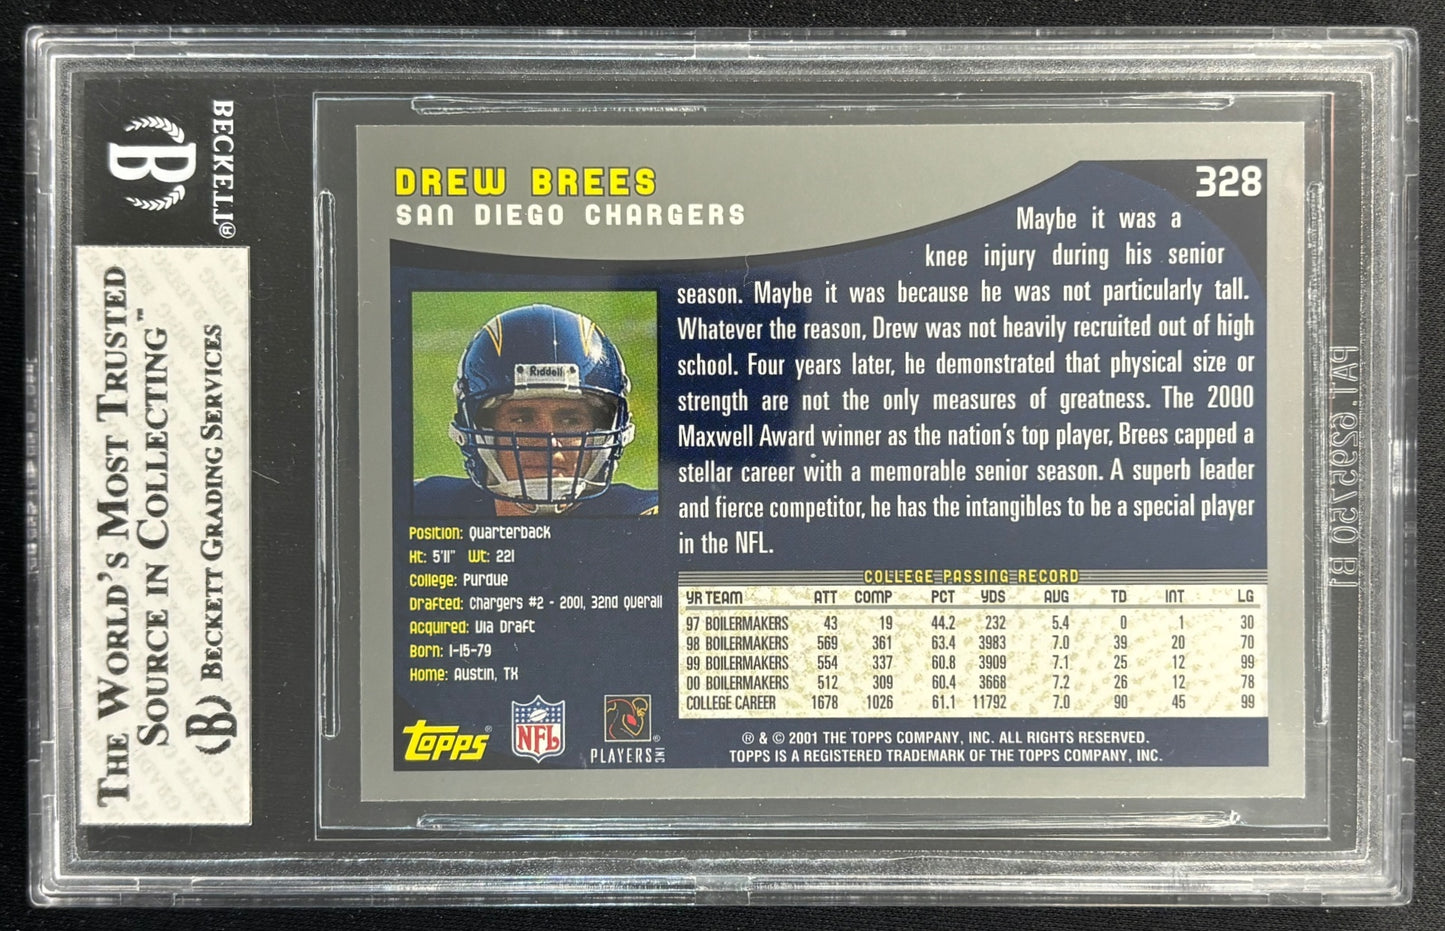 BECKETT®
B
THE WORLD'S MOST TRUSTED
SOURCE IN COLLECTING™
B BECKETT GRADING SERVICES
DREW BREES
SAN DIEGO CHARGERS
328
Maybe it was a
knee injury during his senior
season. Maybe it was because he was not particularly tall.
Whatever the reason, Drew was not heavily recruited out of high
school. Four years later, he demonstrated that physical size or
strength are not the only measures of greatness. The 2000
Maxwell Award winner as the nation's top player, Brees capped a
stellar career with a memorable senior season. A superb leader
and fierce competitor, he has the intangibles to be a special player
in the NFL.
Riddell
Position: Quarterback
Ht: 5'11" Wt: 221
College: Purdue
Drafted: Chargers #2 - 2001, 32nd Overall
Acquired: Via Draft
Born: 1-15-79
Home: Austin, TX
COLLEGE PASSING RECORD
YR TEAM ATT COMP PCT YDS AVG TD INT LG
97 BOILERMAKERS 43 19 44.2 232 5.4 0 1 30
98 BOILERMAKERS 569 361 63.4 3983 7.0 39 20 70
99 BOILERMAKERS 554 337 60.8 3909 7.1 25 12 99
00 BOILERMAKERS 512 309 60.4 3668 7.2 26 12 78
COLLEGE CAREER 1678 1026 61.1 11792 7.0 90 45 99
Topps®
NFL
PLAYERS INC
® & © 2001 THE TOPPS COMPANY, INC. ALL RIGHTS RESERVED.
TOPPS IS A REGISTERED TRADEMARK OF THE TOPPS COMPANY, INC.